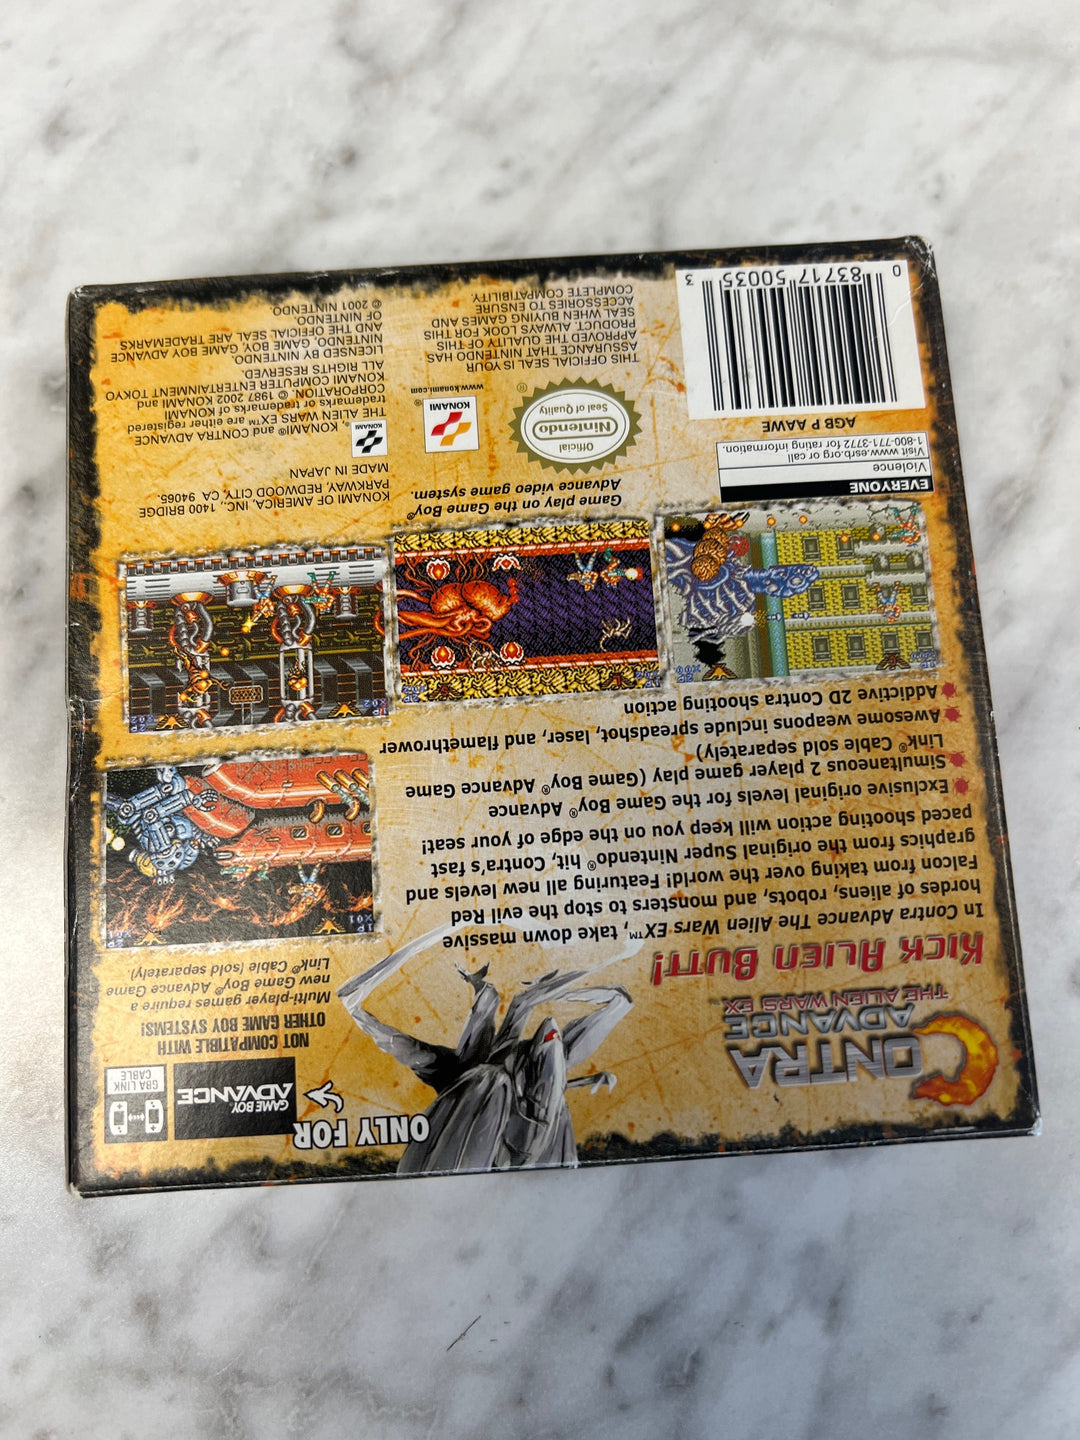 CONTRA
ADVANCE
THE ALIEN WARS EX
ONLY FOR
GAME BOY
ADVANCE
GBA LINK
CABLE
NOT COMPATIBLE WITH
OTHER GAME BOY SYSTEMS!
Multi-player games require a
new Game Boy® Advance Game
Link® Cable (sold separately).
KICK ALIEN BUTT!
In Contra Advance The Alien Wars EX™, take down massive
hordes of aliens, robots, and monsters to stop the evil Red
Falcon from taking over the world! Featuring all new levels and
graphics from the original Super Nintendo® hit, Contra's fast
paced shooting action will keep you on the edge of your seat!
Exclusive original levels for the Game Boy® Advance
Simultaneous 2 player game play (Game Boy® Advance Game
Link® Cable sold separately)
Awesome weapons include spreadshot, laser, and flamethrower
Addictive 2D Contra shooting action
1P
X01
2P
1P
X02
2P
X02
EVERYONE
Violence
Visit www.esrb.org or call
1-800-771-3772 for rating information.
AGB P AAWE
0 83717 50035 3
Game play on the Game Boy®
Advance video game system.
Official
Nintendo
Seal of Quality
®
THIS OFFICIAL SEAL IS YOUR
ASSURANCE THAT NINTENDO HAS
APPROVED THE QUALITY OF THIS
PRODUCT. ALWAYS LOOK FOR THIS
SEAL WHEN BUYING GAMES AND
ACCESSORIES TO ENSURE
COMPLETE COMPATIBLITY.
KONAMI
®
www.konami.com
KONAMI OF AMERICA, INC., 1400 BRIDGE
PARKWAY, REDWOOD CITY, CA 94065.
MADE IN JAPAN
KONAMI
®, KONAMI® and CONTRA ADVANCE
THE ALIEN WARS EX™ are either registered
trademarks or trademarks of KONAMI
CORPORATION. © 1987 2002 KONAMI and
KONAMI COMPUTER ENTERTAINMENT TOKYO
ALL RIGHTS RESERVED.
LICENSED BY NINTENDO.
NINTENDO, GAME BOY, GAME BOY ADVANCE
AND THE OFFICIAL SEAL ARE TRADEMARKS
OF NINTENDO.
© 2001 NINTENDO.